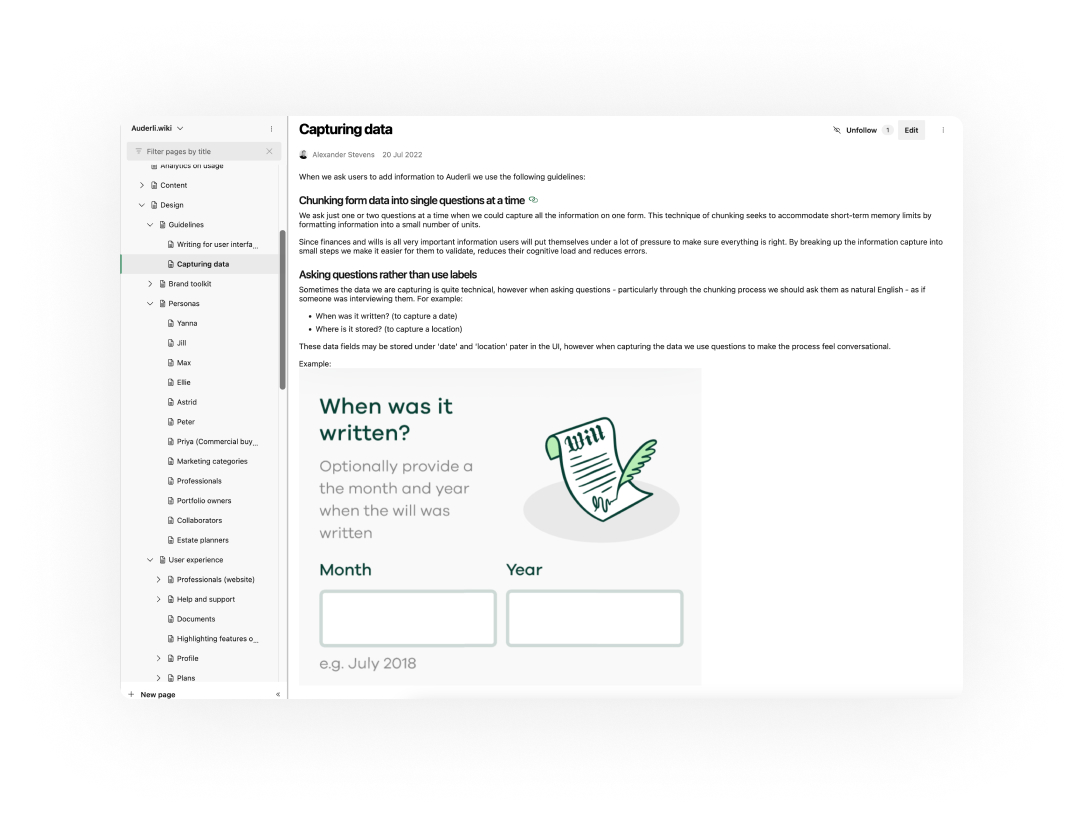 Auderli.wiki
Filter pages by title
Analytics on usage
Content
Design
Guidelines
Writing for user interfa...
Capturing data
Brand toolkit
Personas
Yanna
Jill
Max
Ellie
Astrid
Peter
Priya (Commercial buy...
Marketing categories
Professionals
Portfolio owners
Collaborators
Estate planners
User experience
Professionals (website)
Help and support
Documents
Highlighting features o...
Profile
Plans
New page
Capturing data
Unfollow 1 Edit
Alexander Stevens 20 Jul 2022
When we ask users to add information to Auderli we use the following guidelines:
Chunking form data into single questions at a time
We ask just one or two questions at a time when we could capture all the information on one form. This technique of chunking seeks to accommodate short-term memory limits by
formatting information into a small number of units.
Since finances and wills is all very important information users will put themselves under a lot of pressure to make sure everything is right. By breaking up the information capture into
small steps we make it easier for them to validate, reduces their cognitive load and reduces errors.
Asking questions rather than use labels
Sometimes the data we are capturing is quite technical, however when asking questions - particularly through the chunking process we should ask them as natural English - as if
someone was interviewing them. For example:
• When was it written? (to capture a date)
• Where is it stored? (to capture a location)
These data fields may be stored under 'date' and 'location' pater in the UI, however when capturing the data we use questions to make the process feel conversational.
Example:
When was it
written?
Will
Optionally provide a
the month and year
when the will was
written
Month Year
e.g. July 2018